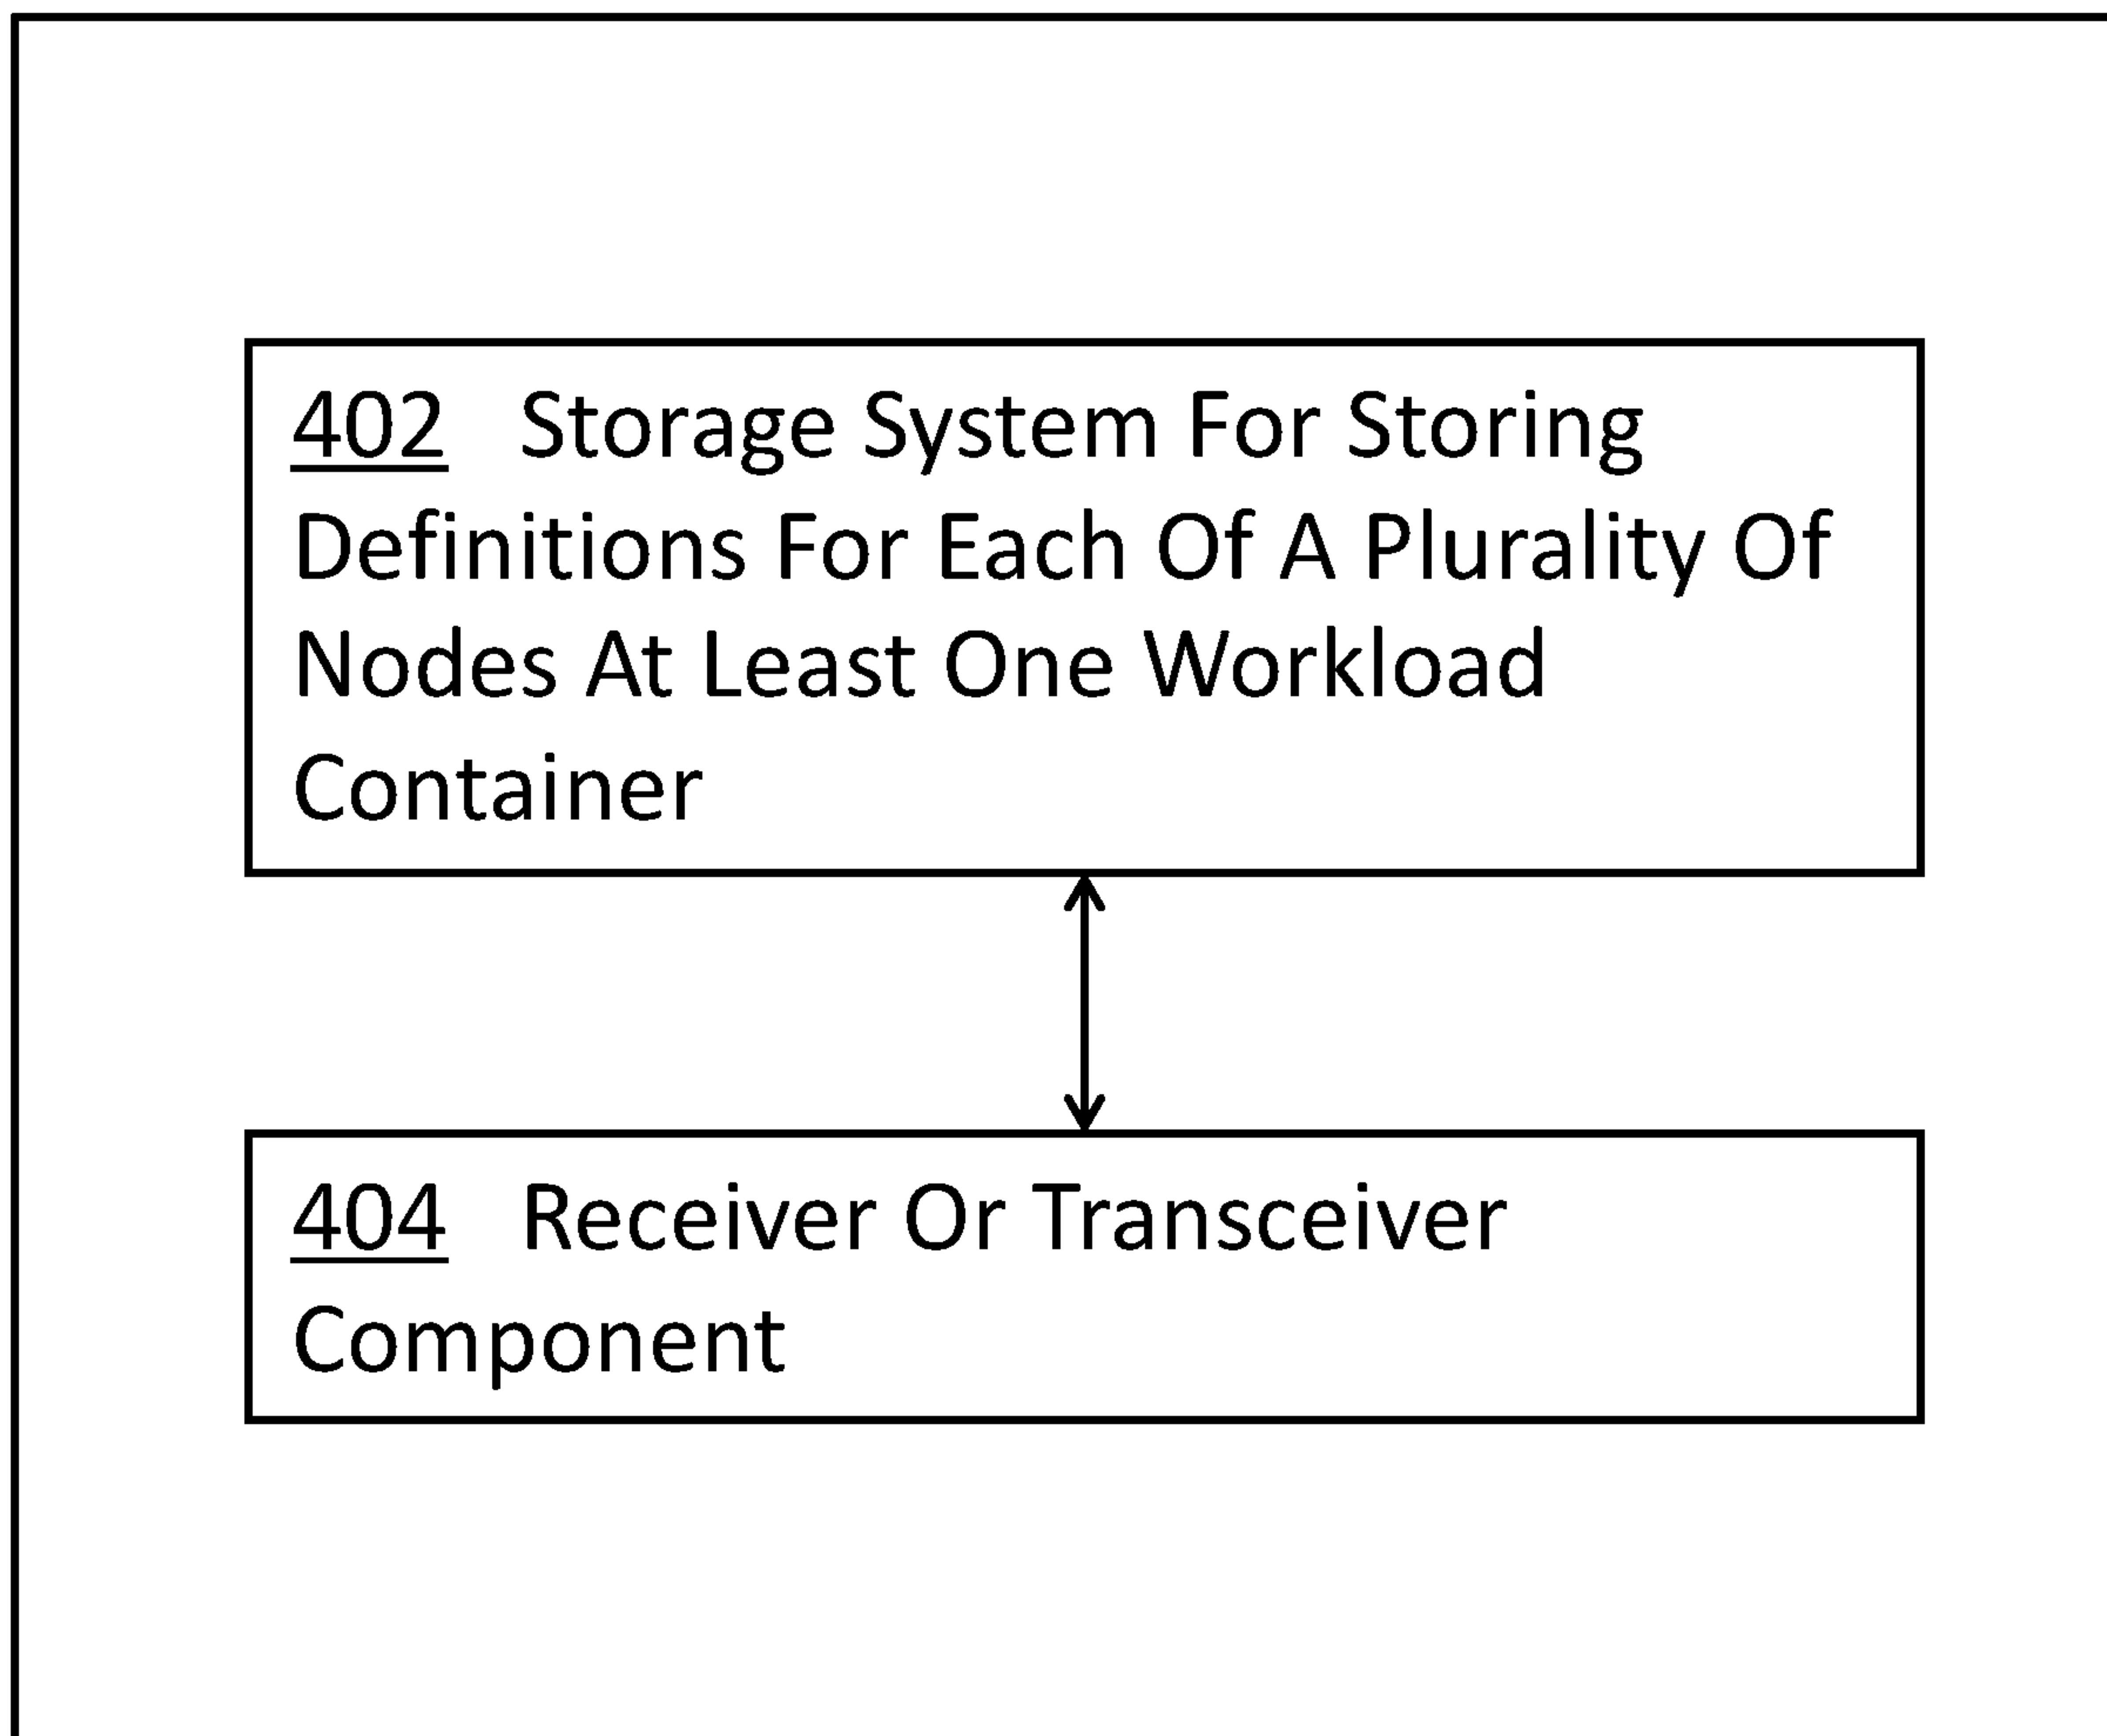 402 Storage System For Storing
Definitions For Each Of A Plurality Of
Nodes At Least One Workload
Container
404 Receiver Or Transceiver
Component